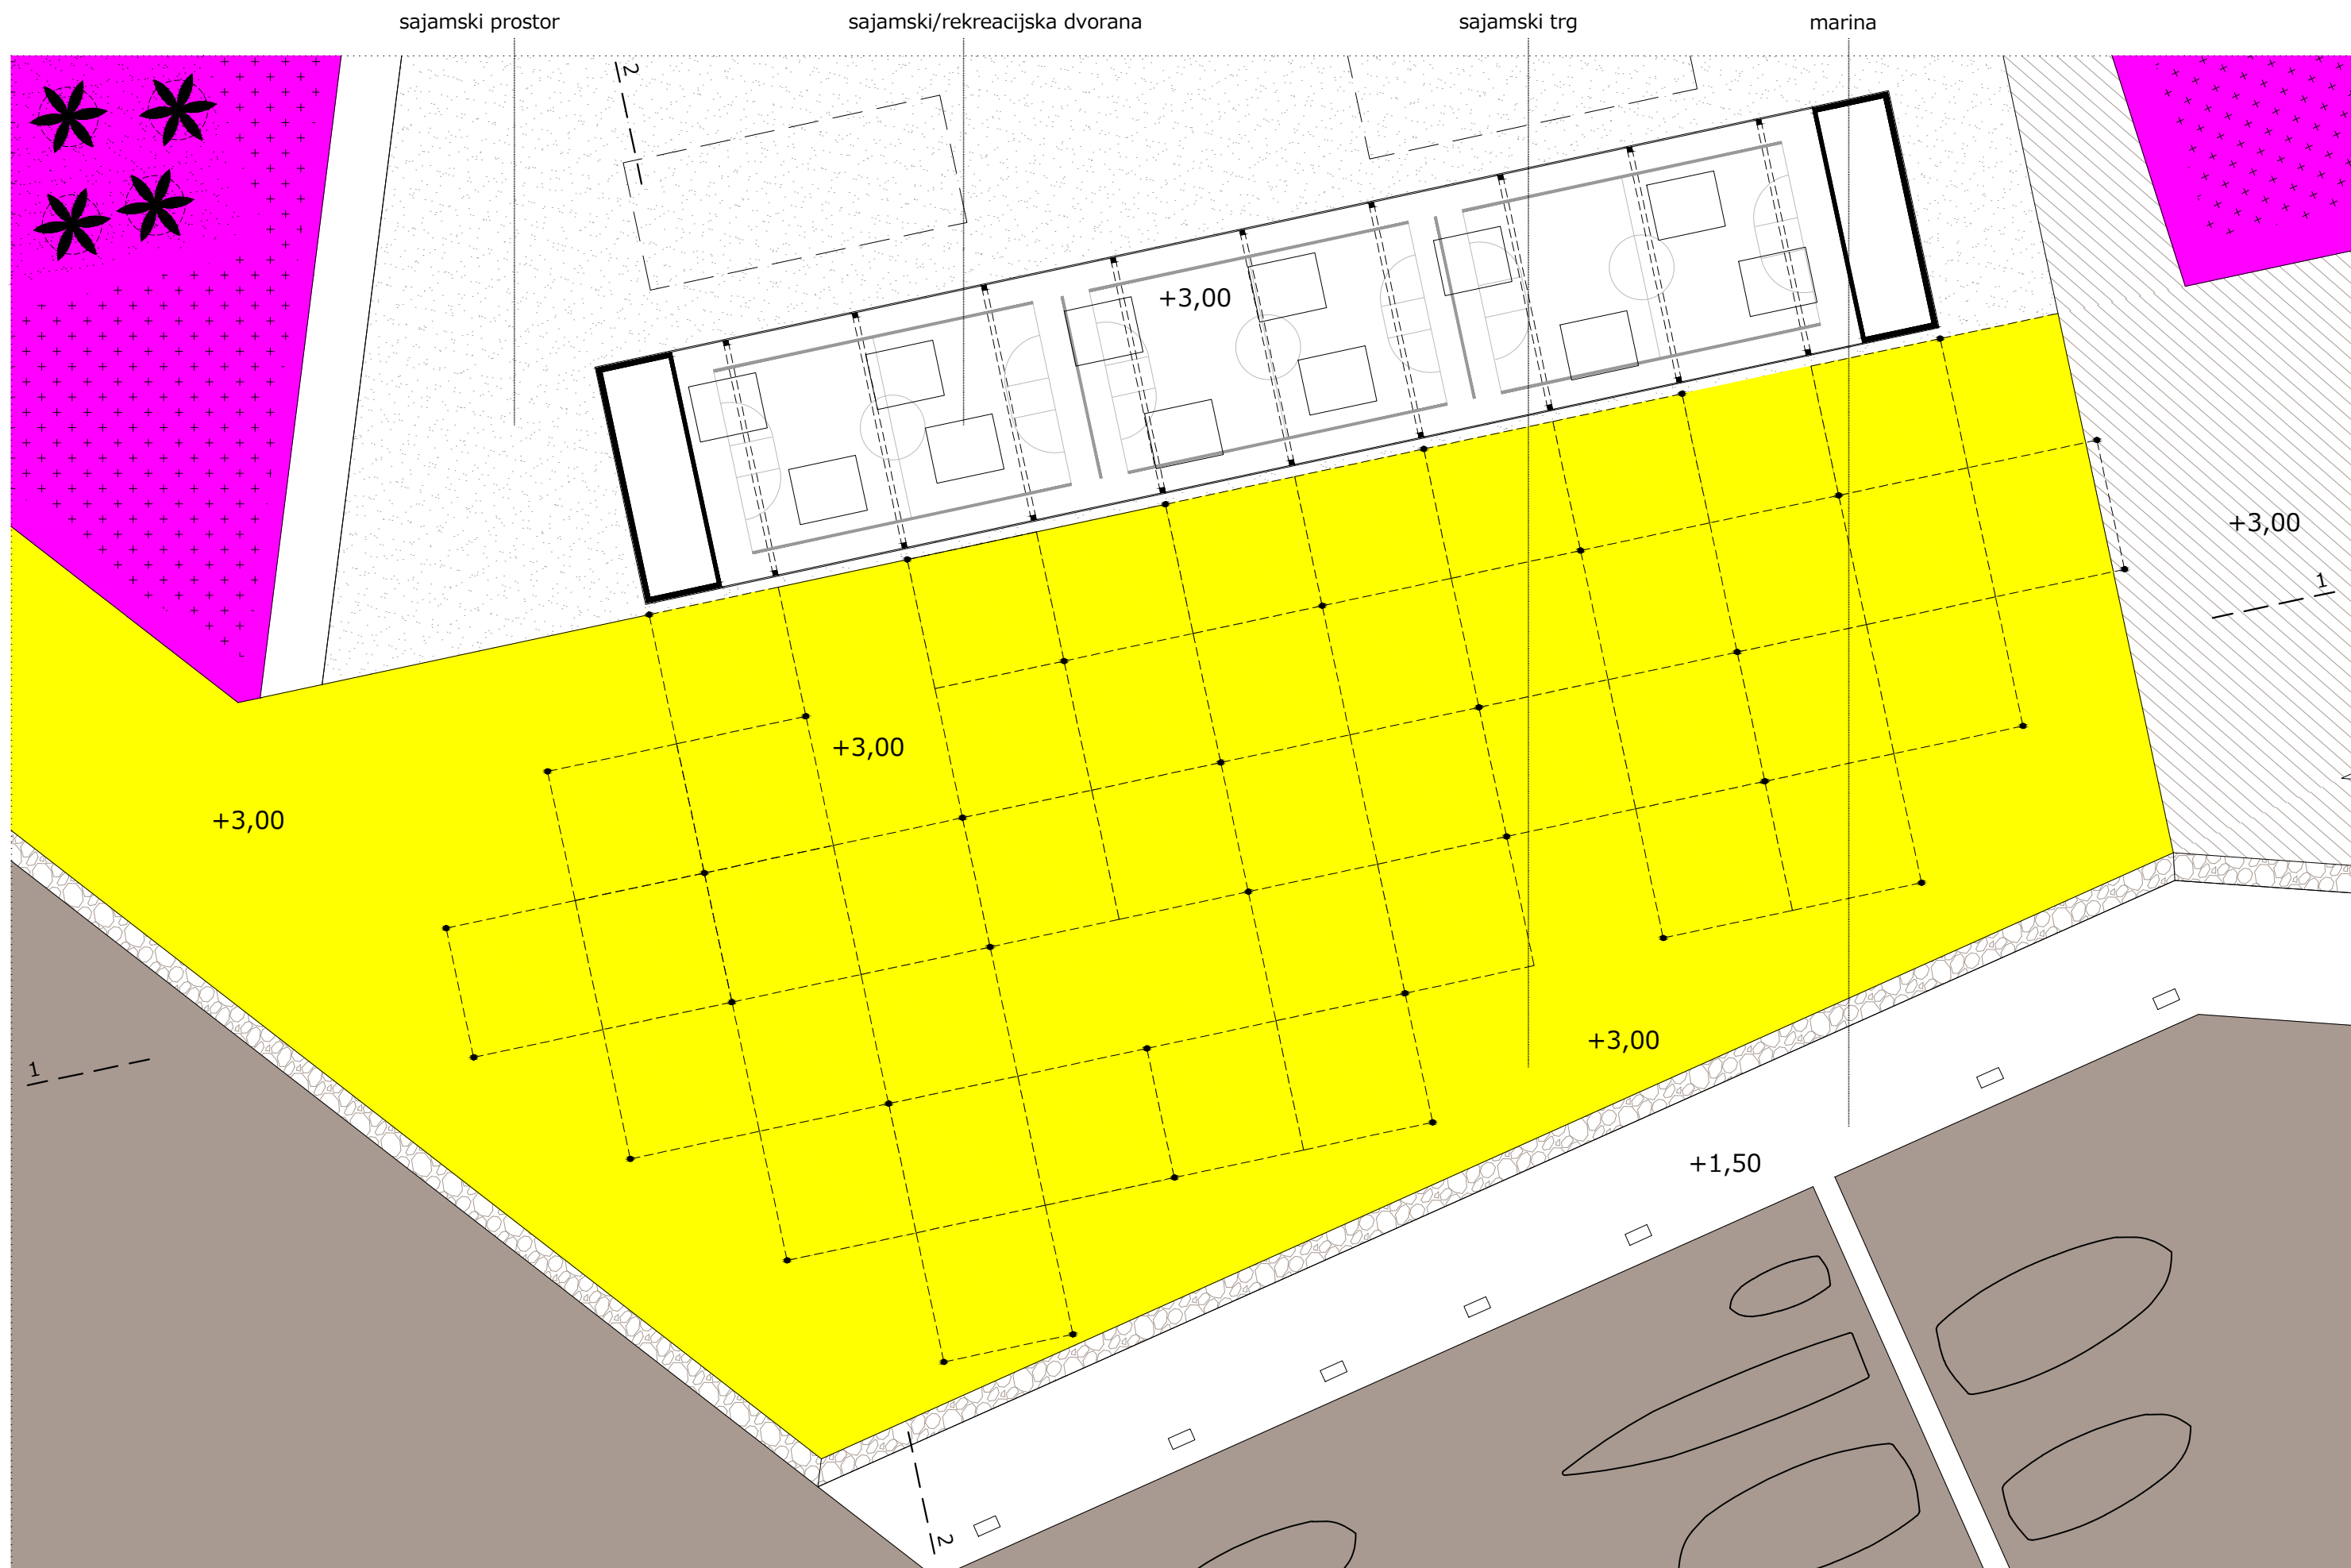 sajamski prostor
sajamski/rekreacijska dvorana
sajamski trg
marina
2
+3,00
+3,00
1
+3,00
+3,00
+3,00
1
+1,50
2